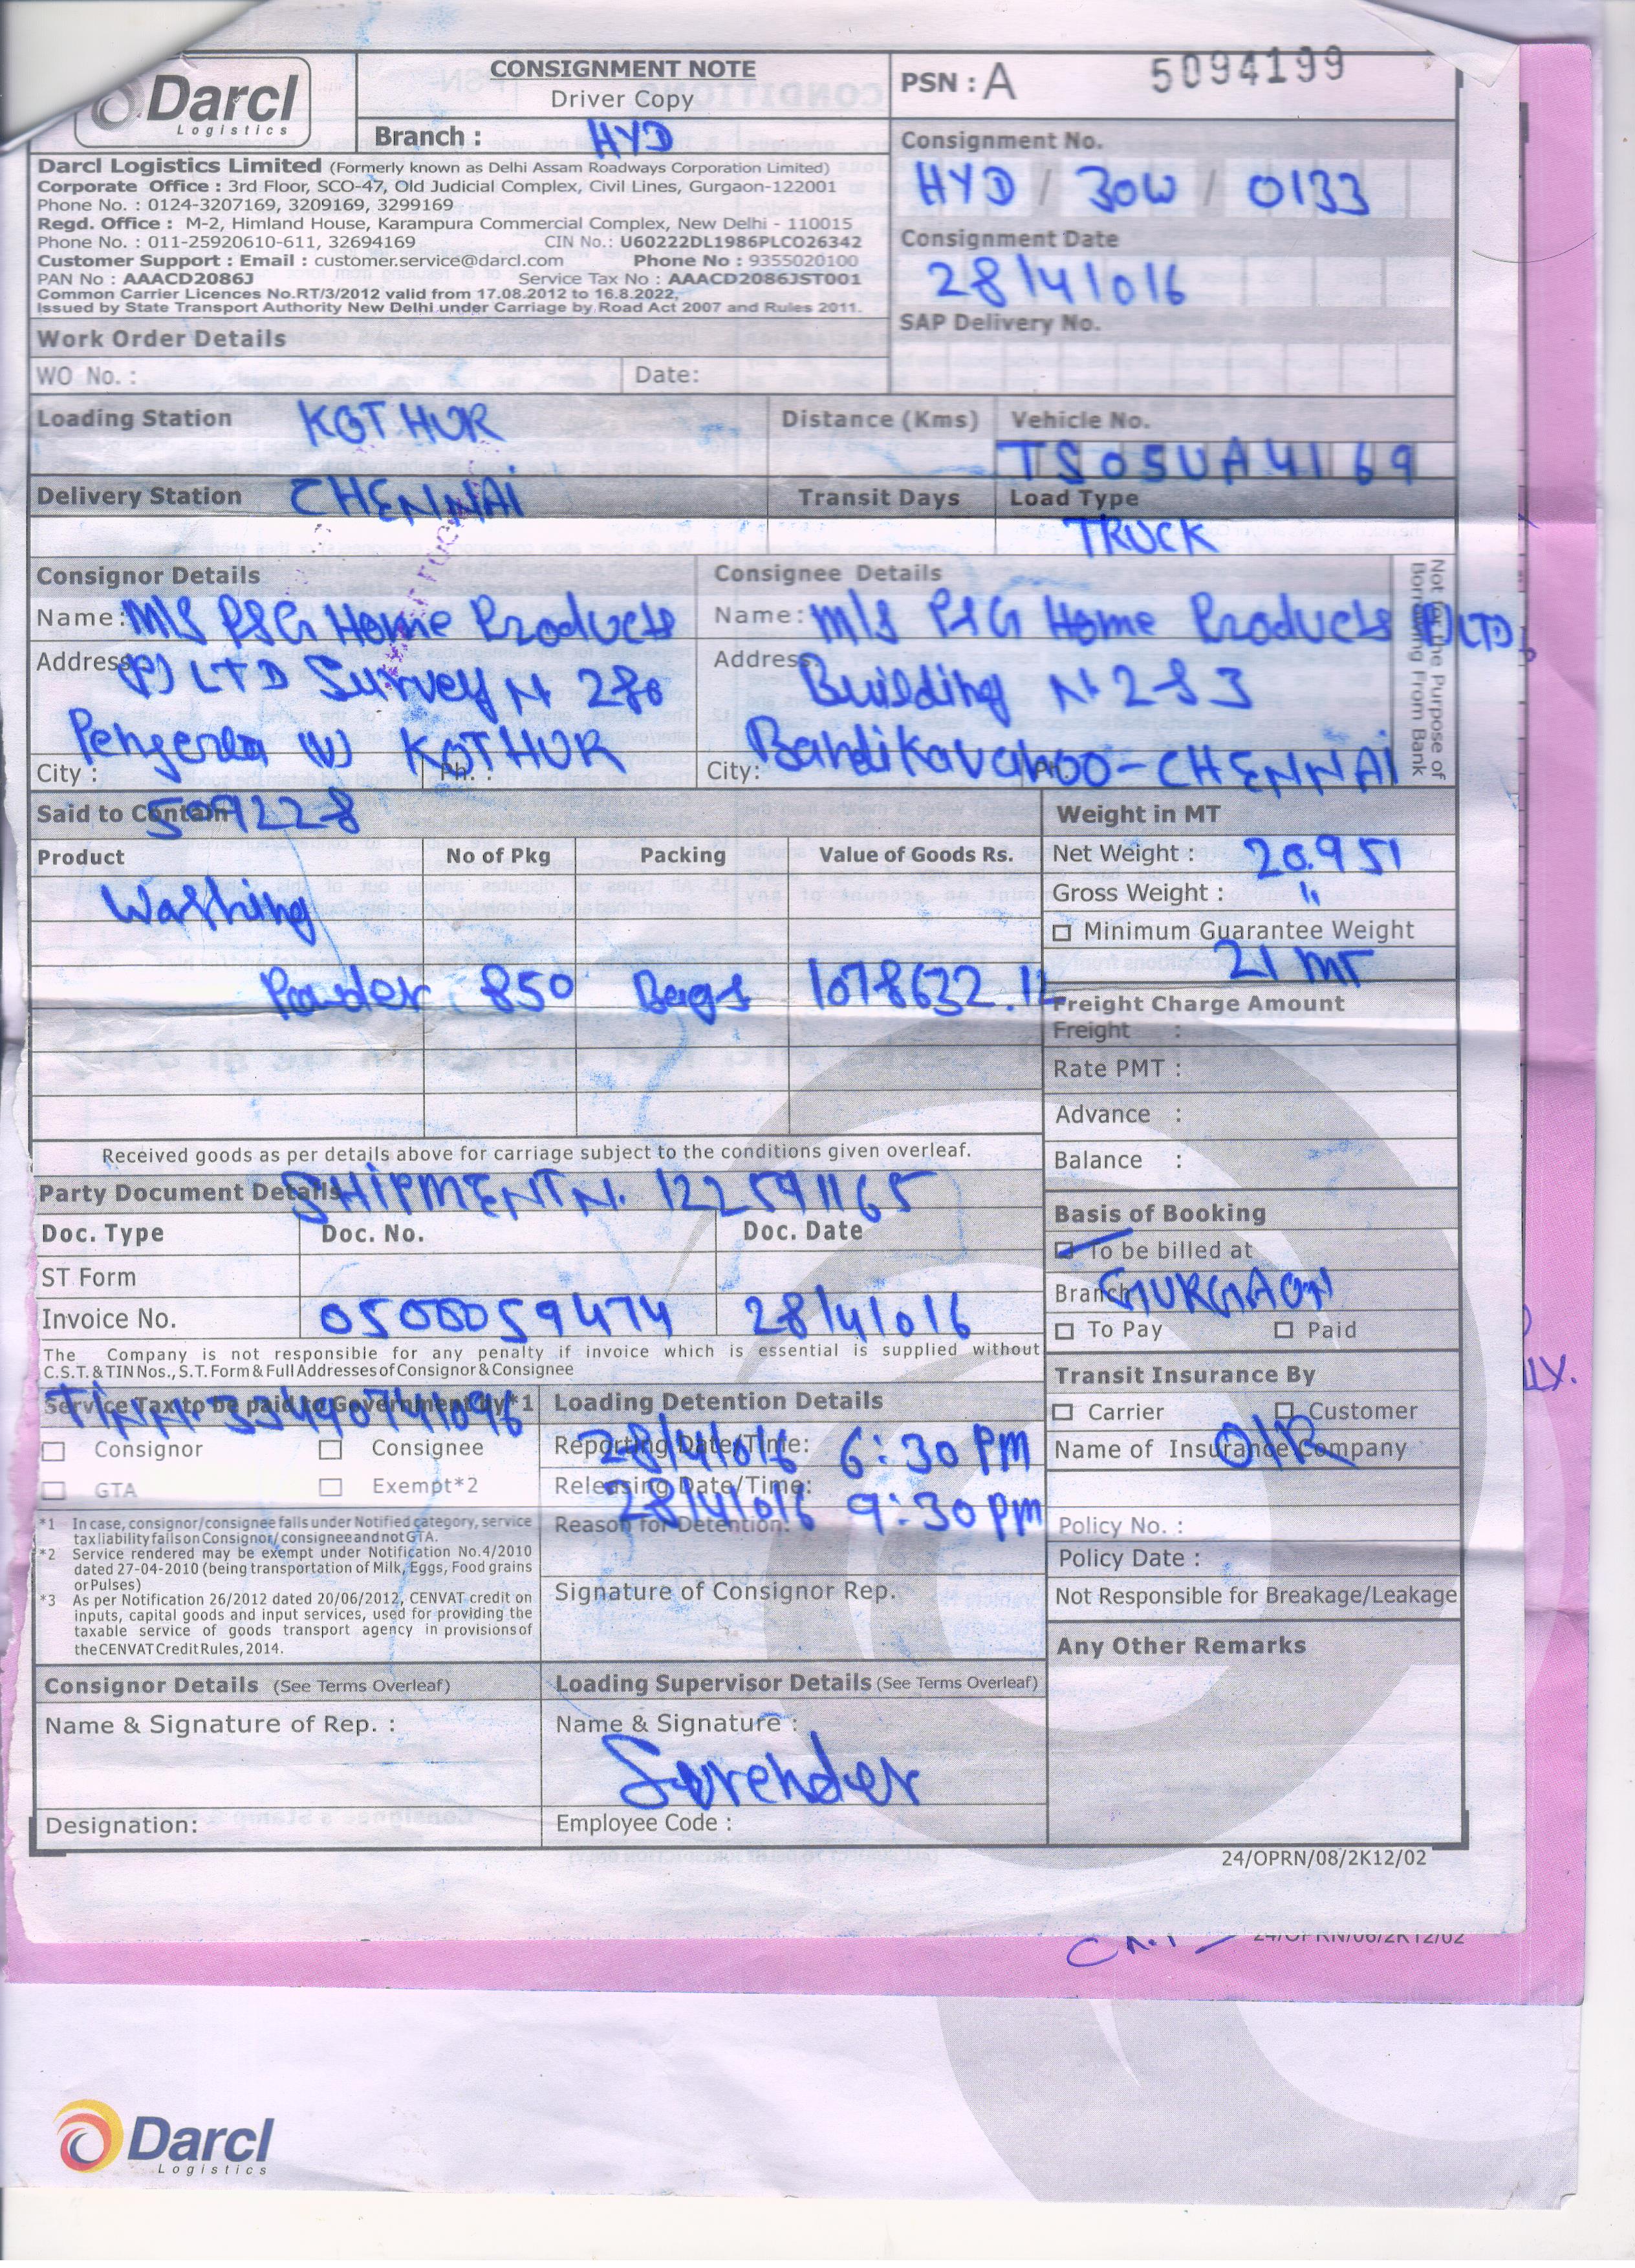 Darcl
Logistics
CONSIGNMENT NOTE
Driver Copy
Branch : HYD
PSN : A 5094199
Darcl Logistics Limited (Formerly known as Delhi Assam Roadways Corporation Limited)
Corporate Office : 3rd Floor, SCO-47, Old Judicial Complex, Civil Lines, Gurgaon-122001
Phone No. : 0124-3207169, 3209169, 3299169
Regd. Office : M-2, Himland House, Karampura Commercial Complex, New Delhi - 110015
Phone No. : 011-25920610-611, 32694169 CIN No.: U60222DL1986PLCO26342
Customer Support : Email : customer.service@darcl.com Phone No : 9355020100
PAN No : AAACD2086J Service Tax No : AAACD2086JST001
Common Carrier Licences No.RT/3/2012 valid from 17.08.2012 to 16.8.2022,
Issued by State Transport Authority New Delhi under Carriage by Road Act 2007 and Rules 2011.
Consignment No.
HYD / 30W / 0133
Consignment Date
28/4/016
SAP Delivery No.
Work Order Details
WO No. : Date:
Loading Station KOTHUR
Distance (Kms)
Vehicle No.
TS05UA4169
Delivery Station CHENNAi
Transit Days
Load Type
TRUCK
Consignor Details
Name: M/S P&G Home Products
Address: (P) LTD Survey N 280
(V) KOTHUR
City : Ph. :
509228
Consignee Details
Name: M/S P&G Home Products (P) LTD,
Address: Building N 283
CHENNAi
City: Ph.
Not for the Purpose of
Borrowing From Bank
Said to Contain
Product No of Pkg Packing Value of Goods Rs.
Washing
Powder 850 Bags 1078632.12
Weight in MT
Net Weight : 20.951
Gross Weight : "
Minimum Guarantee Weight
21 MT
Freight Charge Amount
Freight :
Rate PMT :
Advance :
Balance :
Received goods as per details above for carriage subject to the conditions given overleaf.
Party Document Details SHIPMENT N. 122591165
Doc. Type Doc. No. Doc. Date
ST Form
Invoice No. 0500059474 28/4/016
The Company is not responsible for any penalty if invoice which is essential is supplied without
C.S.T. & TIN Nos., S.T. Form & Full Addresses of Consignor & Consignee
Basis of Booking
To be billed at
Branch GURGAON
To Pay Paid
Transit Insurance By
Carrier Customer
Name of Insurance Company
O/R
Policy No. :
Policy Date :
Not Responsible for Breakage/Leakage
Any Other Remarks
Service Tax to be paid to Government by*1
TiN N. 33490741096
Consignor Consignee
GTA Exempt*2
Loading Detention Details
Reporting Date/Time: 28/4/016 6:30 PM
Releasing Date/Time: 28/4/016 9:30 pm
Reason for Detention:
Signature of Consignor Rep.
*1 In case, consignor/consignee falls under Notified category, service
tax liability falls on Consignor/consignee and not GTA.
*2 Service rendered may be exempt under Notification No.4/2010
dated 27-04-2010 (being transportation of Milk, Eggs, Food grains
or Pulses)
*3 As per Notification 26/2012 dated 20/06/2012, CENVAT credit on
inputs, capital goods and input services, used for providing the
taxable service of goods transport agency in provisions of
the CENVAT Credit Rules, 2014.
Consignor Details (See Terms Overleaf)
Name & Signature of Rep. :
Designation:
Loading Supervisor Details (See Terms Overleaf)
Name & Signature :
Surender
Employee Code :
24/OPRN/08/2K12/02
24/OPRN/06/2K12/02
Darcl
Logistics